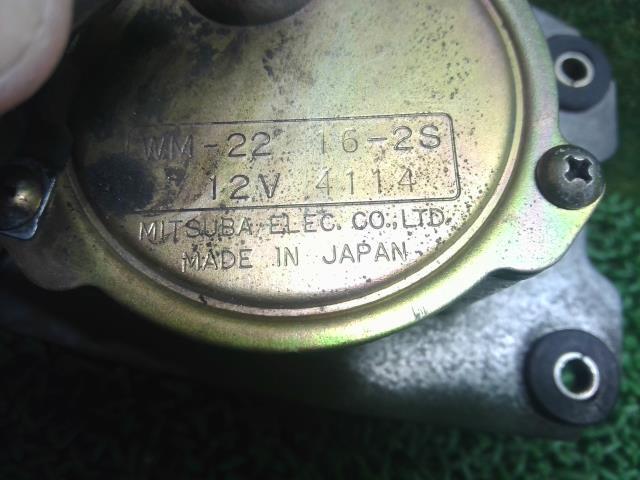 WM-22 16-2S
12V 4114
MITSUBA ELEC. CO.,LTD.
MADE IN JAPAN